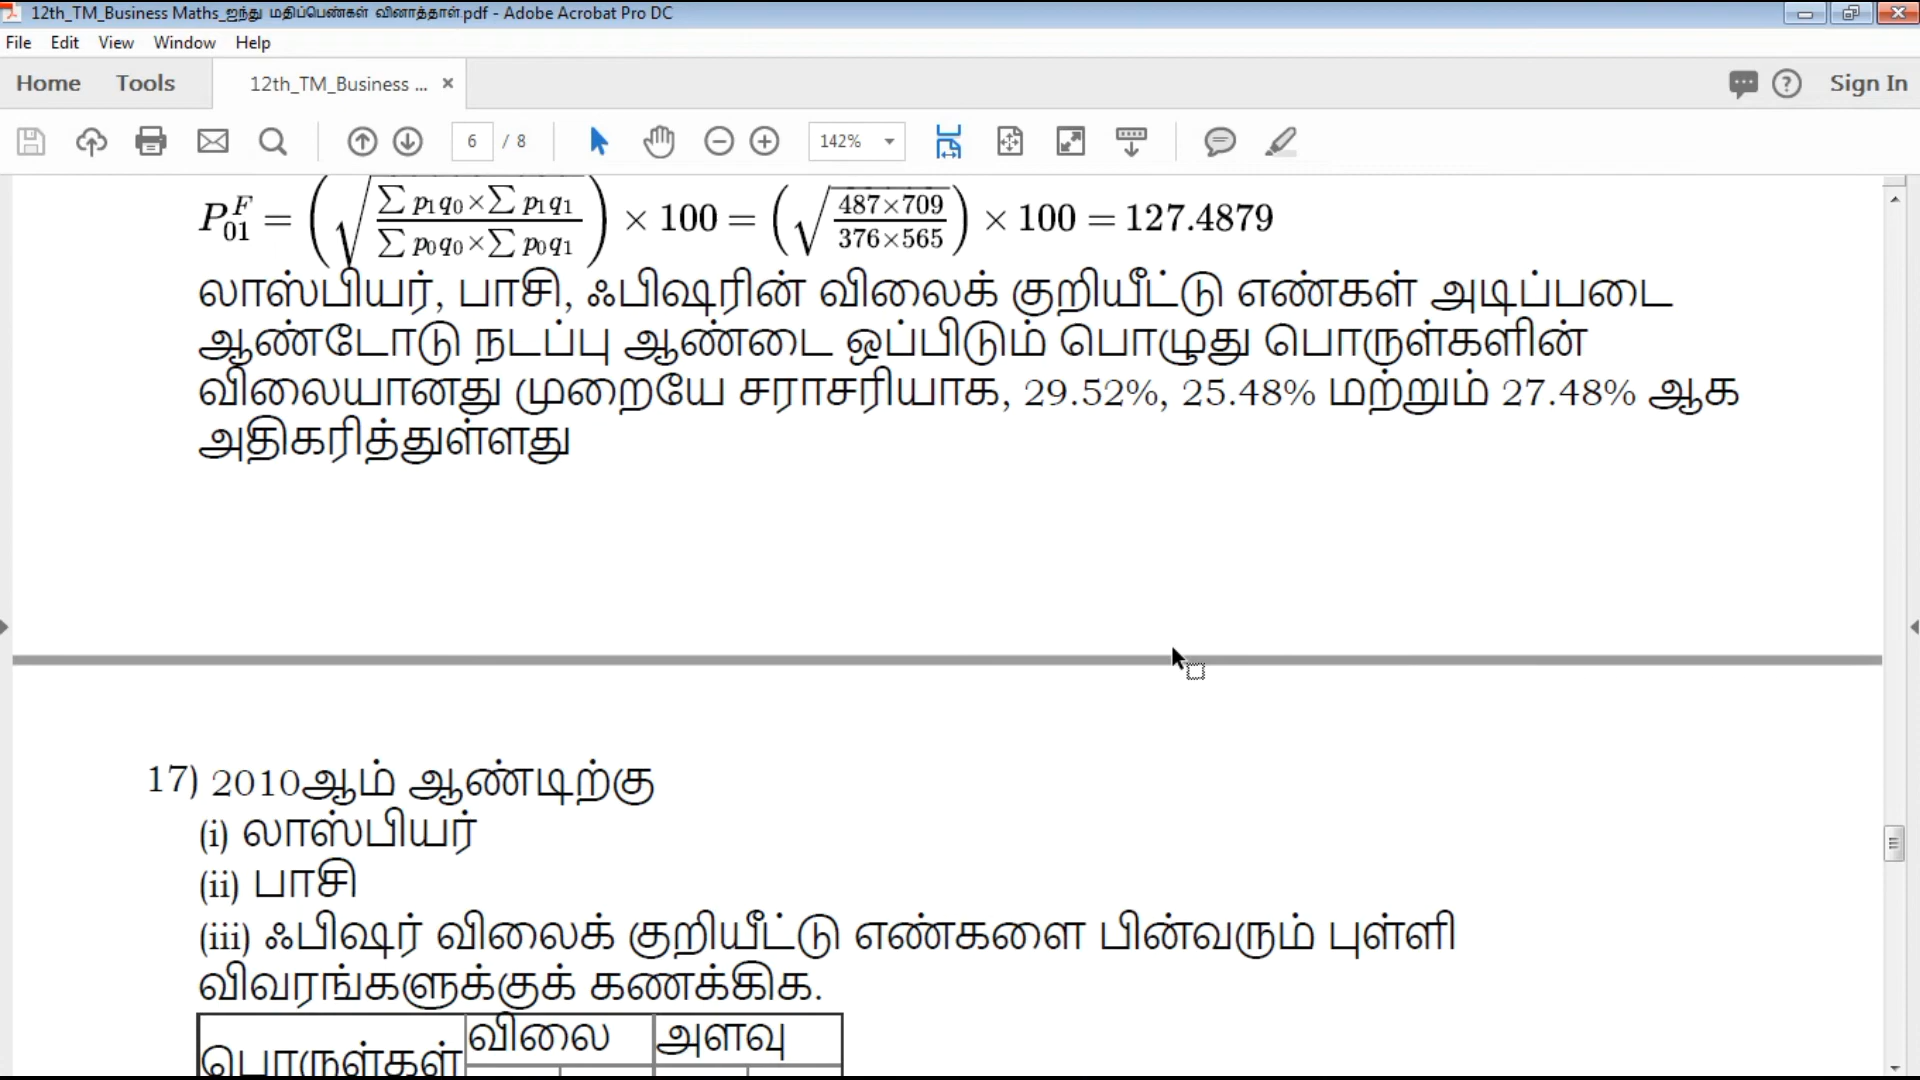 12th_TM_Business Maths_ஐந்து மதிப்பெண்கள் வினாத்தாள்.pdf - Adobe Acrobat Pro DC
File Edit View Window Help
Home Tools 12th_TM_Business ... × Sign In
6 / 8 142%
P_{01}^{F} = (√(∑ p₁q₀×∑ p₁q₁ / ∑ p₀q₀×∑ p₀q₁)) × 100 = (√(487×709 / 376×565)) × 100 = 127.4879
லாஸ்பியர், பாசி, ஃபிஷரின் விலைக் குறியீட்டு எண்கள் அடிப்படை
ஆண்டோடு நடப்பு ஆண்டை ஒப்பிடும் பொழுது பொருள்களின்
விலையானது முறையே சராசரியாக, 29.52%, 25.48% மற்றும் 27.48% ஆக
அதிகரித்துள்ளது
17) 2010ஆம் ஆண்டிற்கு
(i) லாஸ்பியர்
(ii) பாசி
(iii) ஃபிஷர் விலைக் குறியீட்டு எண்களை பின்வரும் புள்ளி
விவரங்களுக்குக் கணக்கிக.
விலை அளவு
பொருள்கள்